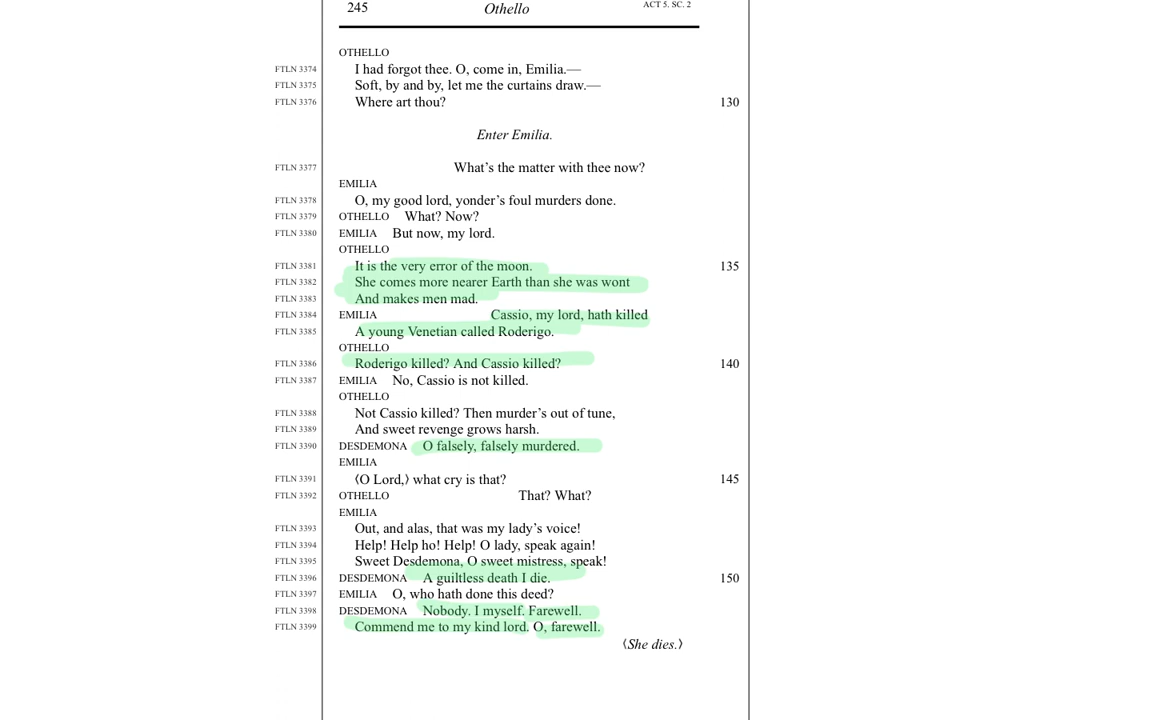 245 Othello ACT 5. SC. 2
OTHELLO
FTLN 3374 I had forgot thee. O, come in, Emilia.—
FTLN 3375 Soft, by and by, let me the curtains draw.—
FTLN 3376 Where art thou? 130
Enter Emilia.
FTLN 3377 What’s the matter with thee now?
EMILIA
FTLN 3378 O, my good lord, yonder’s foul murders done.
FTLN 3379 OTHELLO What? Now?
FTLN 3380 EMILIA But now, my lord.
OTHELLO
FTLN 3381 It is the very error of the moon. 135
FTLN 3382 She comes more nearer Earth than she was wont
FTLN 3383 And makes men mad.
FTLN 3384 EMILIA Cassio, my lord, hath killed
FTLN 3385 A young Venetian called Roderigo.
OTHELLO
FTLN 3386 Roderigo killed? And Cassio killed? 140
FTLN 3387 EMILIA No, Cassio is not killed.
OTHELLO
FTLN 3388 Not Cassio killed? Then murder’s out of tune,
FTLN 3389 And sweet revenge grows harsh.
FTLN 3390 DESDEMONA O falsely, falsely murdered.
EMILIA
FTLN 3391 ⟨O Lord,⟩ what cry is that? 145
FTLN 3392 OTHELLO That? What?
EMILIA
FTLN 3393 Out, and alas, that was my lady’s voice!
FTLN 3394 Help! Help ho! Help! O lady, speak again!
FTLN 3395 Sweet Desdemona, O sweet mistress, speak!
FTLN 3396 DESDEMONA A guiltless death I die. 150
FTLN 3397 EMILIA O, who hath done this deed?
FTLN 3398 DESDEMONA Nobody. I myself. Farewell.
FTLN 3399 Commend me to my kind lord. O, farewell.
⟨She dies.⟩